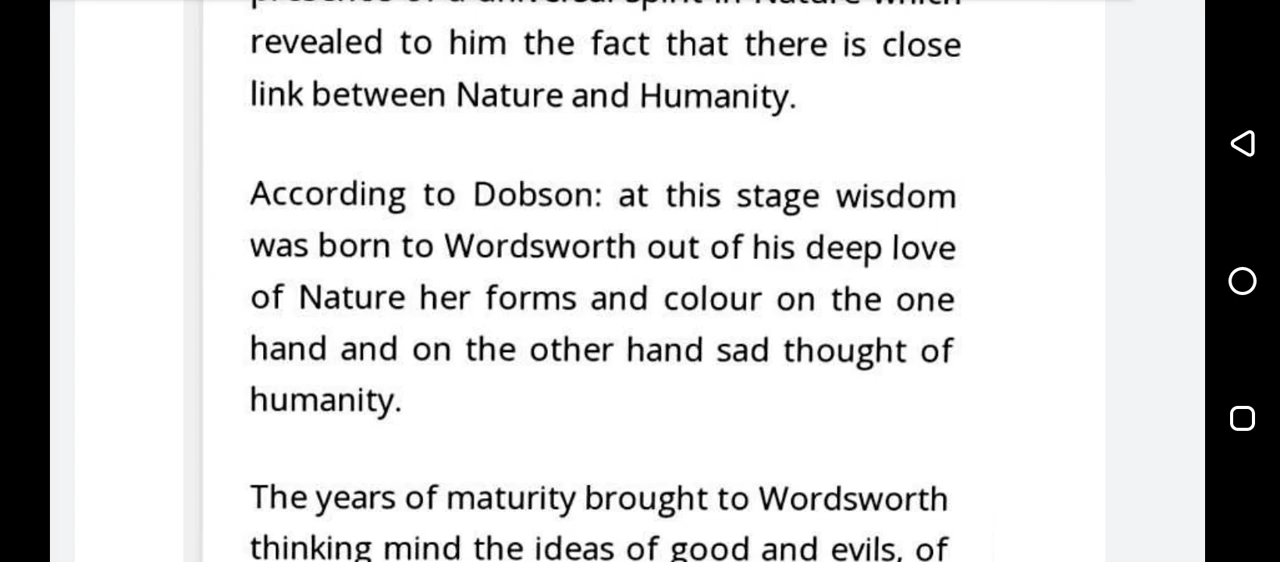 revealed to him the fact that there is close
link between Nature and Humanity.
According to Dobson: at this stage wisdom
was born to Wordsworth out of his deep love
of Nature her forms and colour on the one
hand and on the other hand sad thought of
humanity.
The years of maturity brought to Wordsworth
thinking mind the ideas of good and evils, of